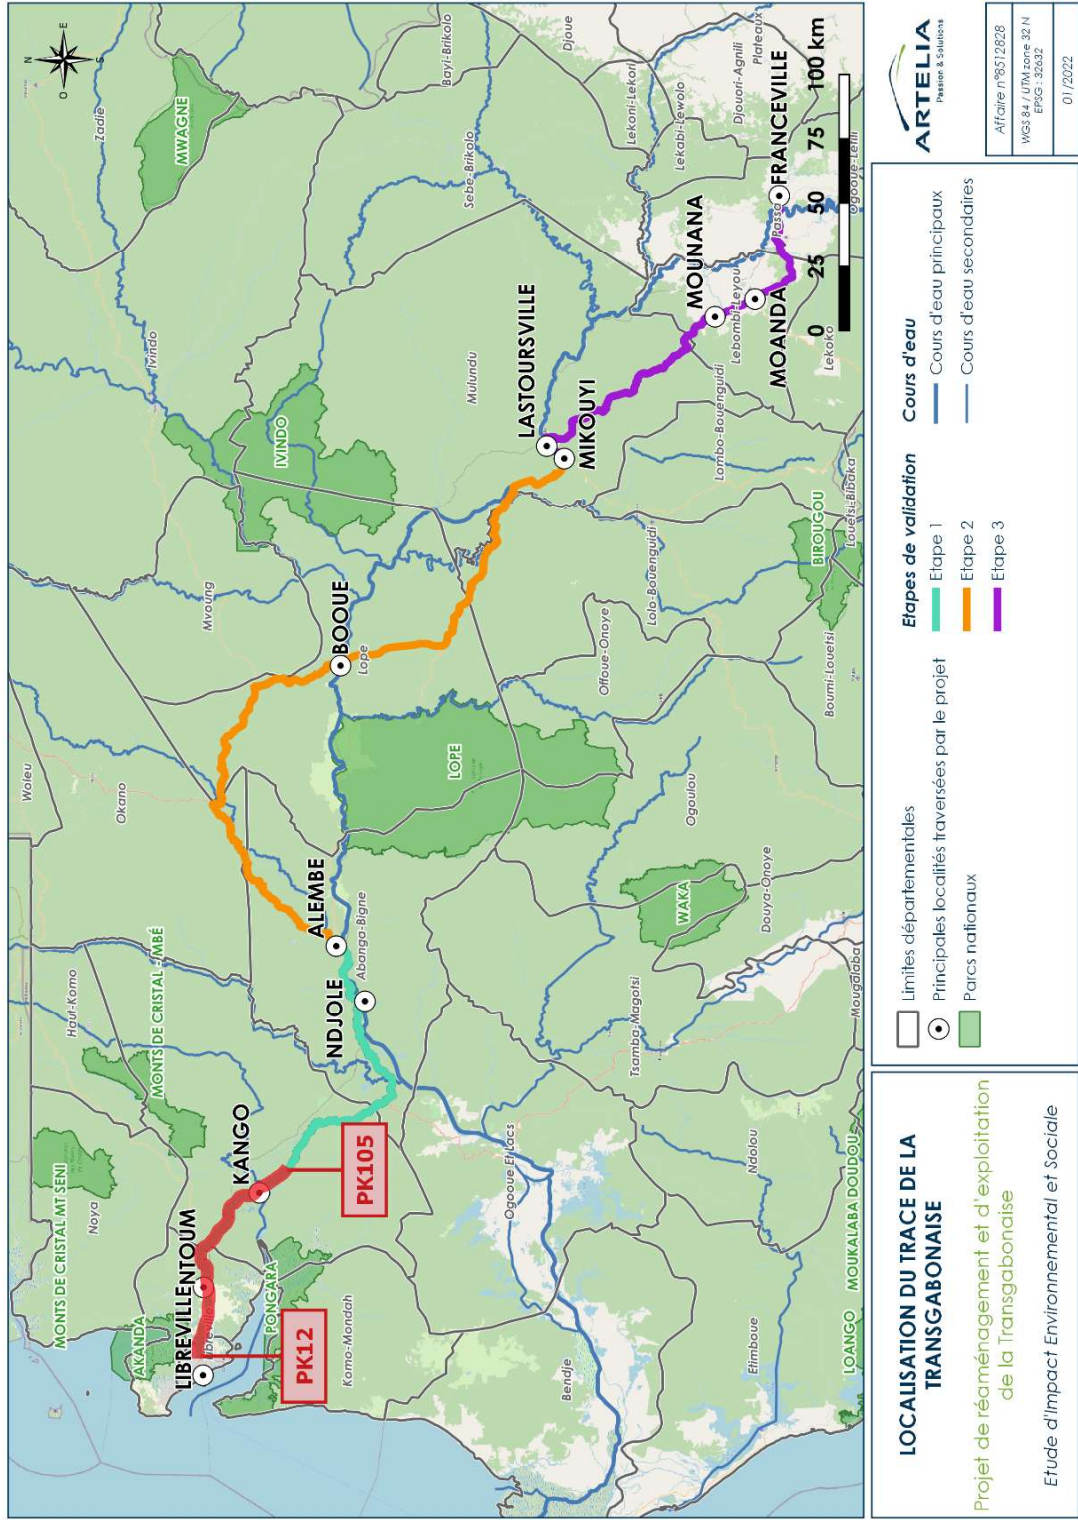 N
O
E
S
Woleu
Zadie
MWAGNE
Okano
Haut-Komo
MONTS DE CRISTAL MT SENI
Noya
MONTS DE CRISTAL - MBÉ
Ivindo
Mvoung
IVINDO
Bayi-Brikolo
Sebe-Brikolo
Djoue
AKANDA
LIBREVILLE
NTOUM
Libreville
KANGO
PK12
PK105
PONGARA
Komo-Mondah
NDJOLE
ALEMBE
Abanga-Bigne
BOOUE
Lope
LOPE
Mulundu
LASTOURSVILLE
MIKOUYI
Lekoni-Lekori
Lekabi-Lewolo
Djouori-Agnili
Plateaux
MOUNANA
Lebombi-Leyou
MOANDA
Passa
FRANCEVILLE
Ogooue-Letili
Lekoko
Lombo-Bouenguidi
Lolo-Bouenguidi
Offoue-Onoye
Ogoulou
WAKA
Douya-Onoye
BIROUGOU
Louetsi-Bibaka
Boumi-Louetsi
Tsamba-Magotsi
Mougalaba
Ogooue Et Lacs
Ndolou
Bendje
Etimboue
LOANGO
MOUKALABA DOUDOU
0 25 50 75 100 km
LOCALISATION DU TRACE DE LA
TRANSGABONAISE
Projet de réaménagement et d'exploitation
de la Transgabonaise
Etude d'Impact Environnemental et Sociale
Limites départementales
Principales localités traversées par le projet
Parcs nationaux
Etapes de validation
Etape 1
Etape 2
Etape 3
Cours d'eau
Cours d'eau principaux
Cours d'eau secondaires
ARTELIA
Passion & Solutions
Affaire n°8512828
WGS 84 / UTM zone 32 N
EPSG : 32632
01/2022